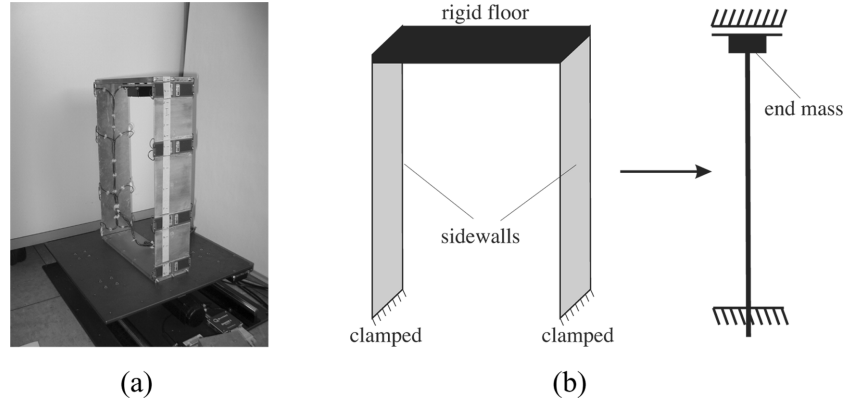 rigid floor
end mass
sidewalls
clamped
clamped
(a)
(b)